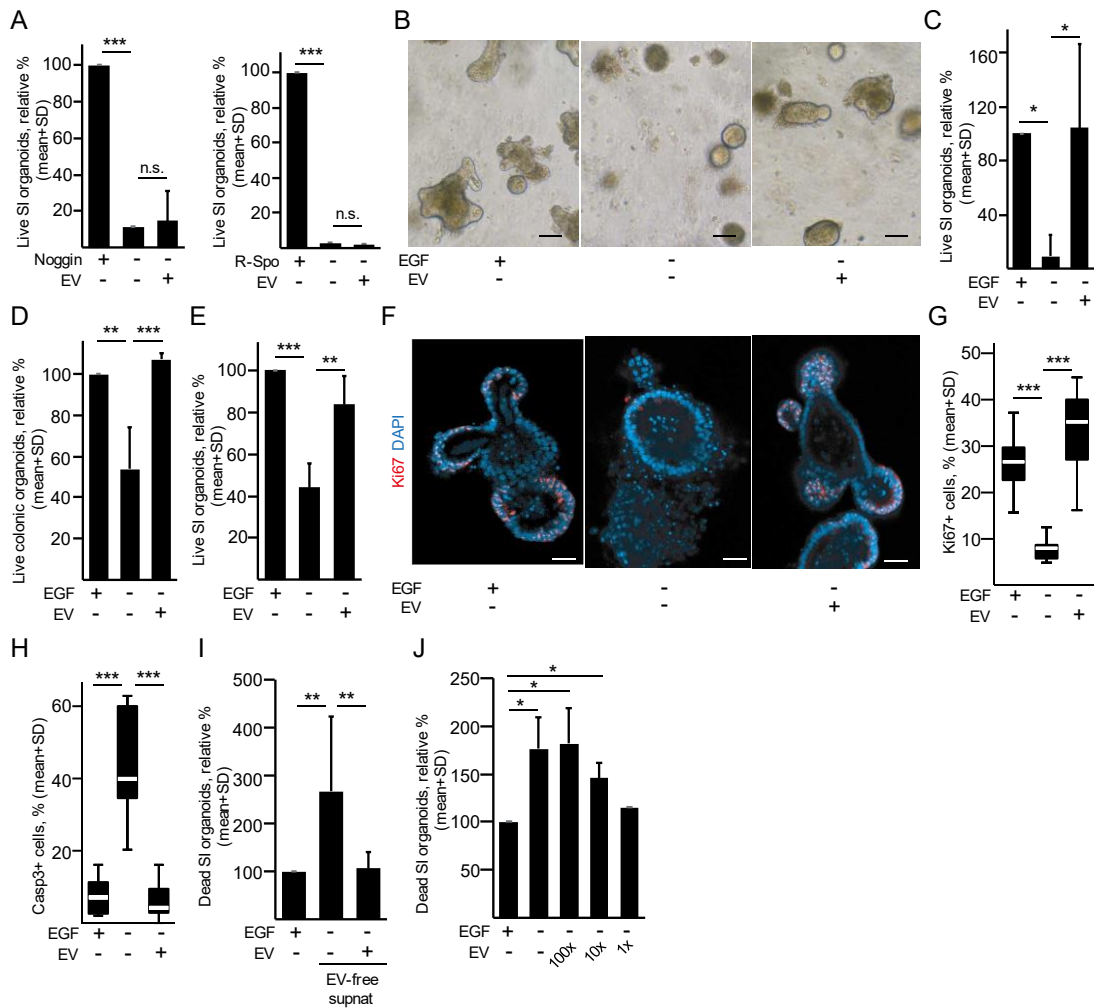 A
Live SI organoids, relative %
(mean+SD)
100
80
60
40
20
***
n.s.
Noggin + - -
EV - - +
Live SI organoids, relative %
(mean+SD)
100
80
60
40
20
***
n.s.
R-Spo + - -
EV - - +
B
EGF + - -
EV - - +
C
Live SI organoids, relative %
(mean+SD)
160
120
80
40
*
*
EGF + - -
EV - - +
D
Live colonic organoids, relative %
(mean+SD)
100
80
60
40
20
**
***
EGF + - -
EV - - +
E
Live SI organoids, relative %
(mean+SD)
100
80
60
40
20
***
**
EGF + - -
EV - - +
F
Ki67 DAPI
EGF + - -
EV - - +
G
Ki67+ cells, % (mean+SD)
50
40
30
20
10
***
***
EGF + - -
EV - - +
H
Casp3+ cells, % (mean+SD)
60
40
20
***
***
EGF + - -
EV - - +
I
Dead SI organoids, relative %
(mean+SD)
500
400
300
200
100
**
**
EGF + - -
EV - - +
EV-free
supnat
J
Dead SI organoids, relative %
(mean+SD)
250
200
150
100
50
*
*
*
EGF + - - - -
EV - - 100x 10x 1x